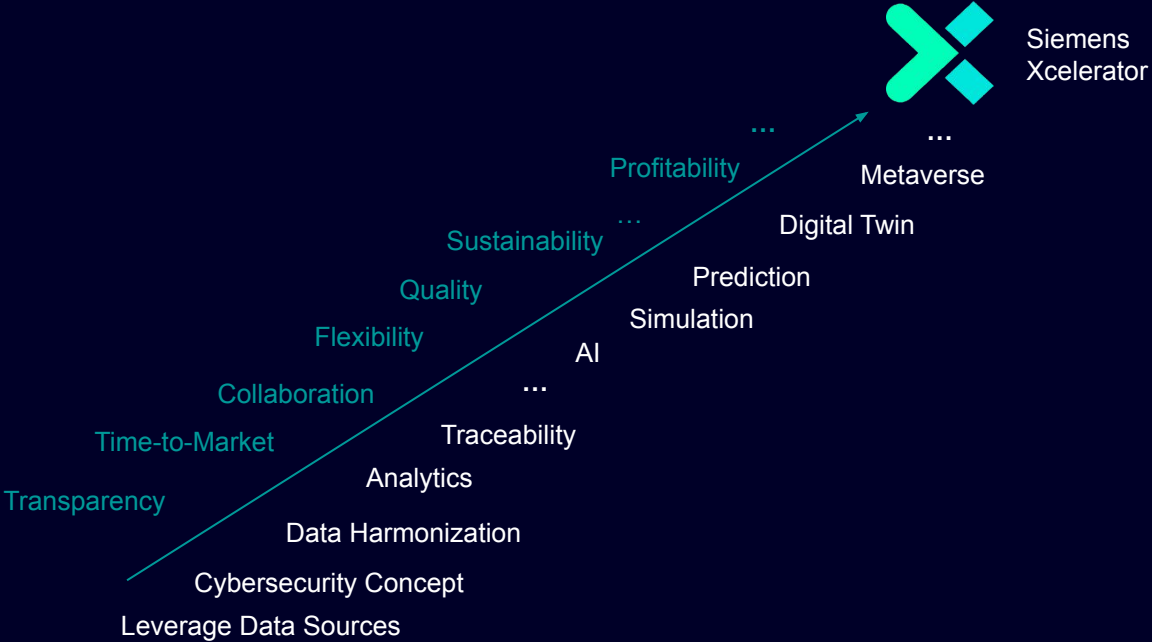 Siemens
Xcelerator
…
…
Profitability
Metaverse
…
Digital Twin
Sustainability
Prediction
Quality
Simulation
Flexibility
AI
…
Collaboration
Traceability
Time-to-Market
Analytics
Transparency
Data Harmonization
Cybersecurity Concept
Leverage Data Sources